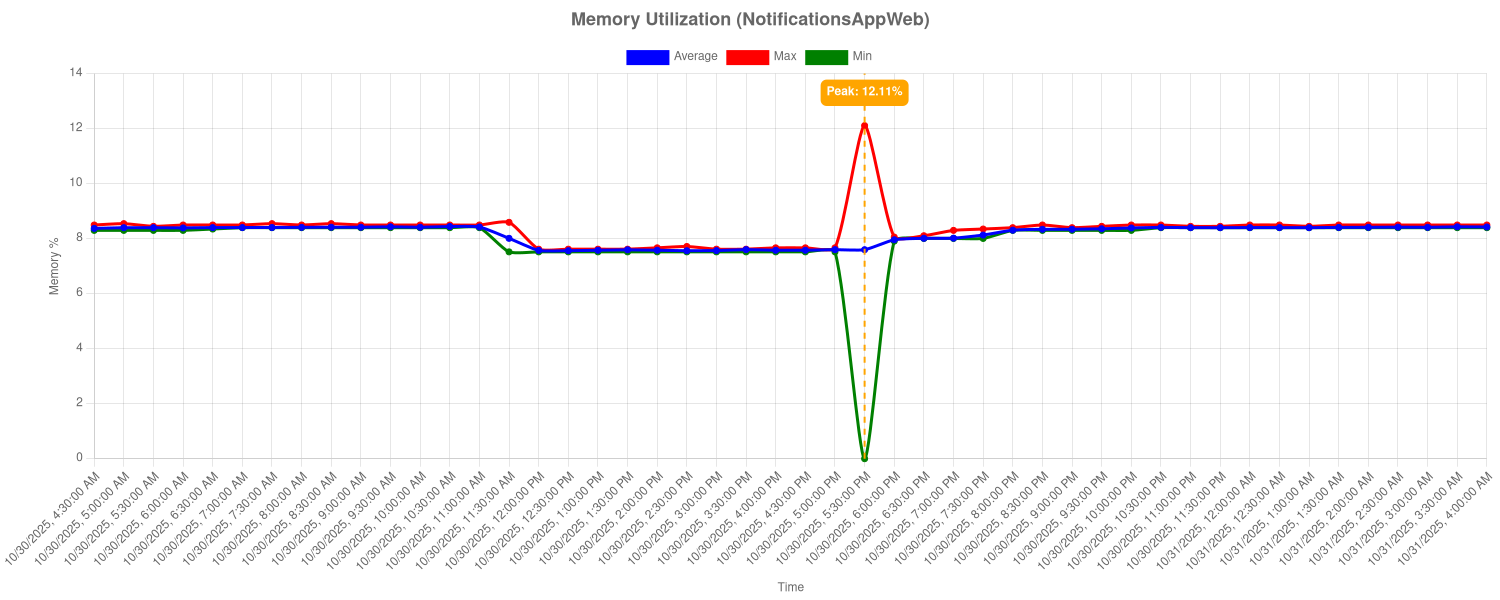 Memory Utilization (NotificationsAppWeb)
Average Max Min
Peak: 12.11%
14
12
10
8
6
4
2
0
Memory %
10/30/2025, 4:30:00 AM
10/30/2025, 5:00:00 AM
10/30/2025, 5:30:00 AM
10/30/2025, 6:00:00 AM
10/30/2025, 6:30:00 AM
10/30/2025, 7:00:00 AM
10/30/2025, 7:30:00 AM
10/30/2025, 8:00:00 AM
10/30/2025, 8:30:00 AM
10/30/2025, 9:00:00 AM
10/30/2025, 9:30:00 AM
10/30/2025, 10:00:00 AM
10/30/2025, 10:30:00 AM
10/30/2025, 11:00:00 AM
10/30/2025, 11:30:00 AM
10/30/2025, 12:00:00 PM
10/30/2025, 12:30:00 PM
10/30/2025, 1:00:00 PM
10/30/2025, 1:30:00 PM
10/30/2025, 2:00:00 PM
10/30/2025, 2:30:00 PM
10/30/2025, 3:00:00 PM
10/30/2025, 3:30:00 PM
10/30/2025, 4:00:00 PM
10/30/2025, 4:30:00 PM
10/30/2025, 5:00:00 PM
10/30/2025, 5:30:00 PM
10/30/2025, 6:00:00 PM
10/30/2025, 6:30:00 PM
10/30/2025, 7:00:00 PM
10/30/2025, 7:30:00 PM
10/30/2025, 8:00:00 PM
10/30/2025, 8:30:00 PM
10/30/2025, 9:00:00 PM
10/30/2025, 9:30:00 PM
10/30/2025, 10:00:00 PM
10/30/2025, 10:30:00 PM
10/30/2025, 11:00:00 PM
10/30/2025, 11:30:00 PM
10/31/2025, 12:00:00 AM
10/31/2025, 12:30:00 AM
10/31/2025, 1:00:00 AM
10/31/2025, 1:30:00 AM
10/31/2025, 2:00:00 AM
10/31/2025, 2:30:00 AM
10/31/2025, 3:00:00 AM
10/31/2025, 3:30:00 AM
10/31/2025, 4:00:00 AM
Time